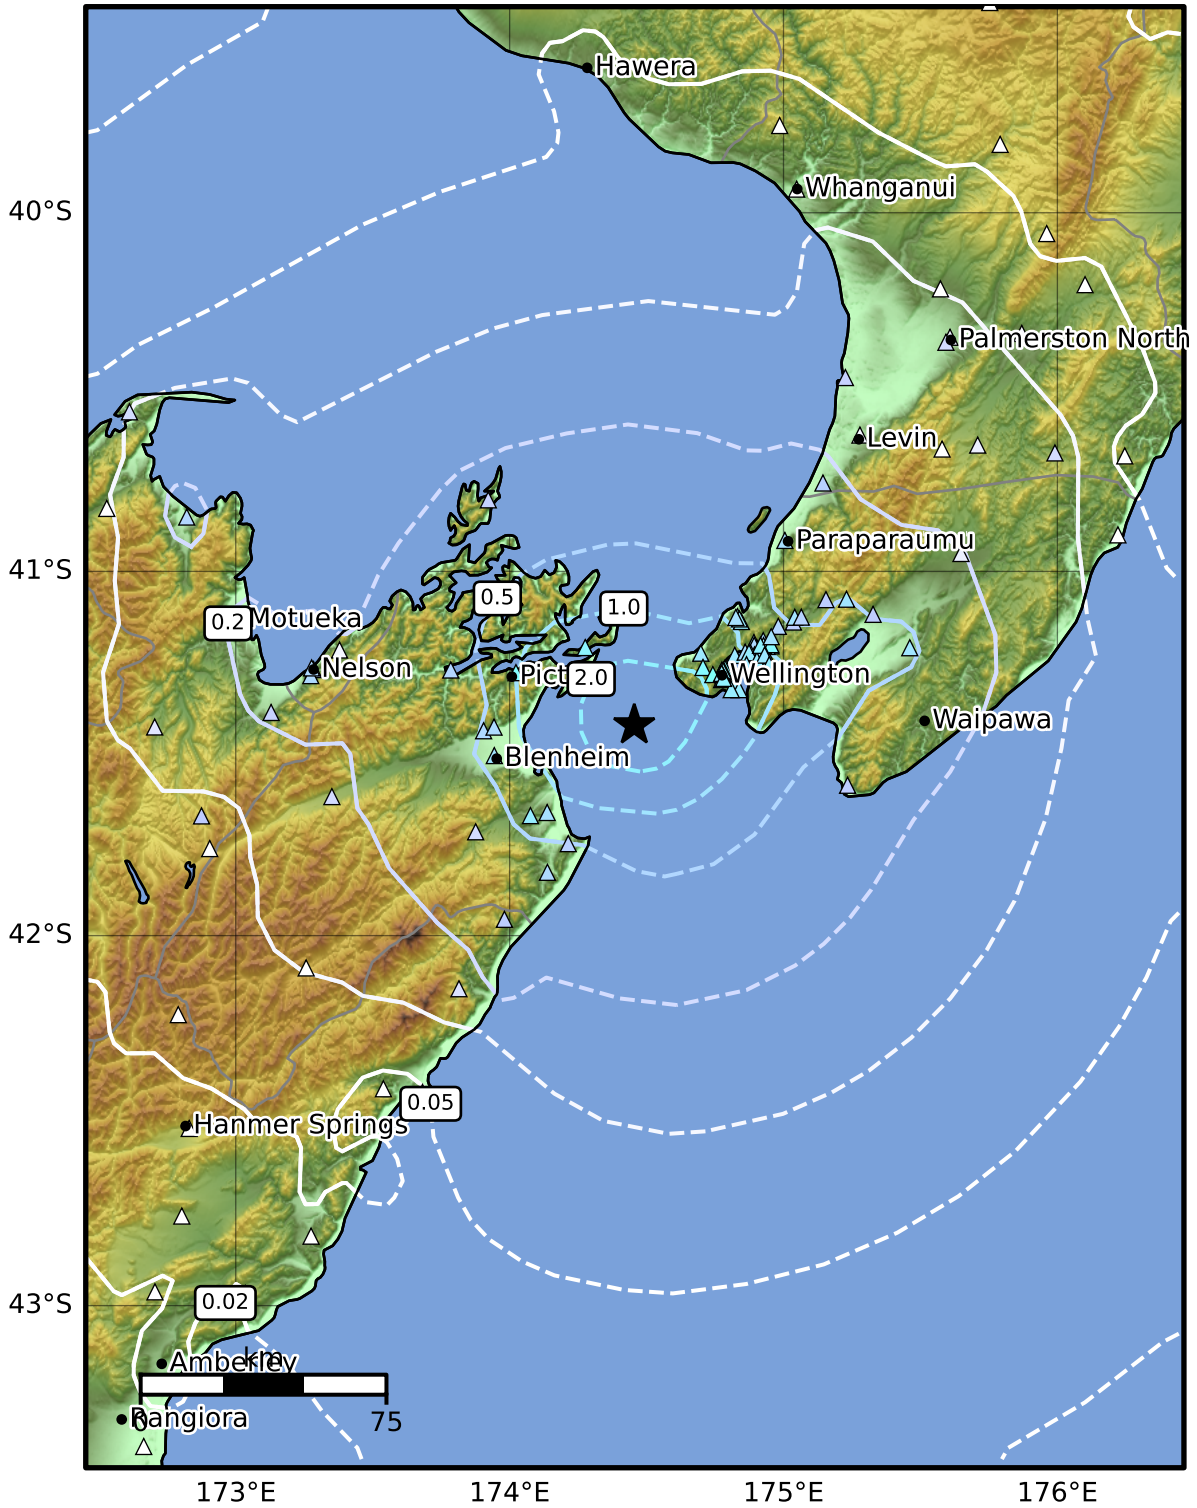 Hawera
Whanganui
40°S
Palmerston North
Levin
Paraparaumu
41°S
0.5
1.0
0.2
Motueka
Nelson
Pict
2.0
Wellington
Waipawa
Blenheim
42°S
0.05
Hanmer Springs
43°S
0.02
km
Amberley
0
75
Rangiora
173°E
174°E
175°E
176°E